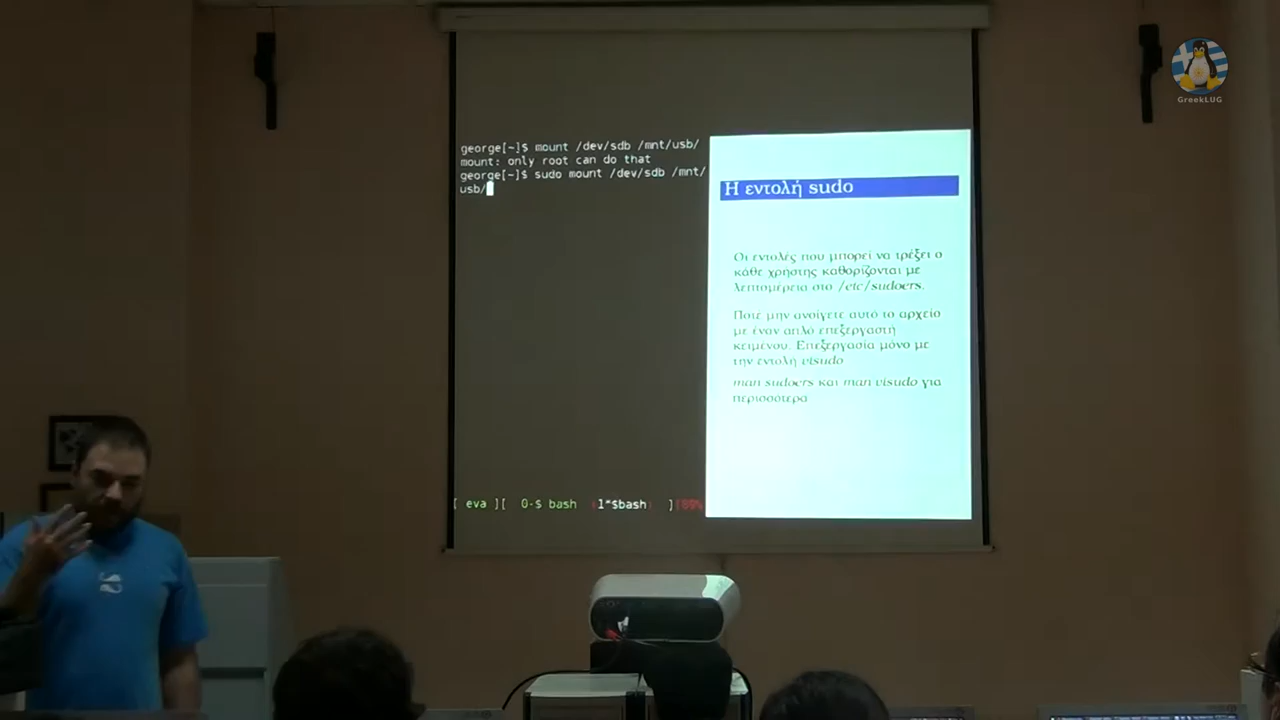 GreekLUG
george[~]$ mount /dev/sdb /mnt/usb/
mount: only root can do that
george[~]$ sudo mount /dev/sdb /mnt/
usb/
[ eva ][ 0-$ bash (1*$bash) ][89%
Η εντολή sudo
Οι εντολές που μπορεί να τρέξει ο
κάθε χρήστης καθορίζονται με
λεπτομέρεια στο /etc/sudoers.
Ποτέ μην ανοίγετε αυτό το αρχείο
με έναν απλό επεξεργαστή
κειμένου. Επεξεργασία μόνο με
την εντολή visudo
man sudoers και man visudo για
περισσότερα